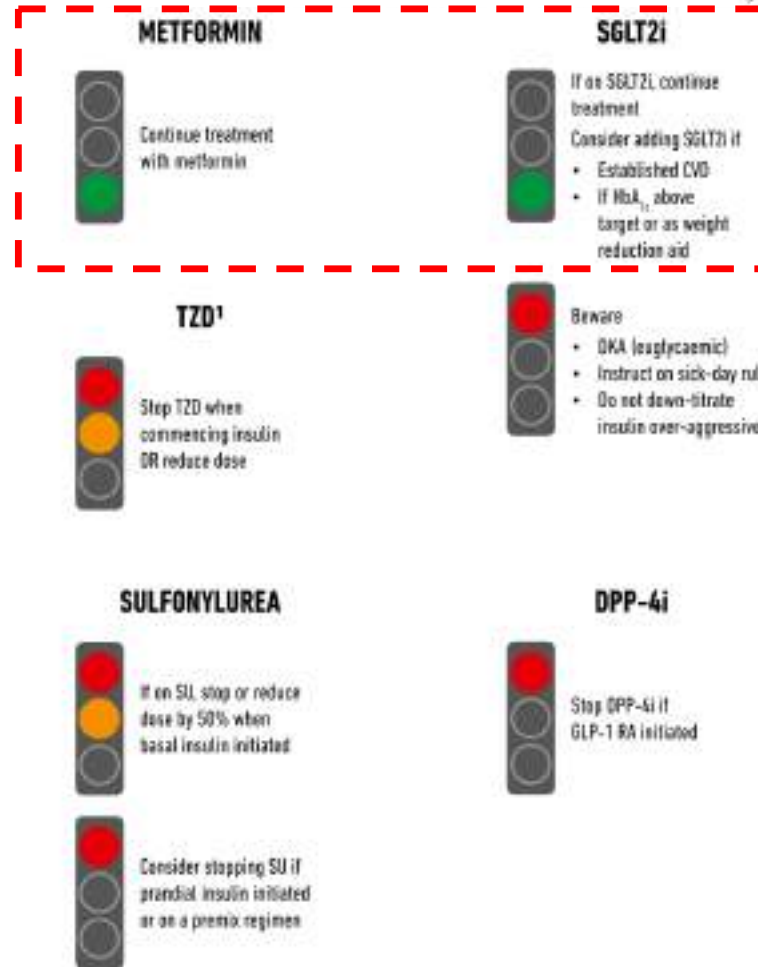 METFORMIN
Continue treatment
with metformin
SGLT2i
If on SGLT2i, continue
treatment
Consider adding SGLT2i if
• Established CVD
• If HbA1c above
target or as weight
reduction aid
TZD¹
Stop TZD when
commencing insulin
OR reduce dose
Beware
• DKA (euglycaemic)
• Instruct on sick-day rul
• Do not down-titrate
insulin over-aggressive
SULFONYLUREA
If on SU, stop or reduce
dose by 50% when
basal insulin initiated
Consider stopping SU if
prandial insulin initiated
or on a premix regimen
DPP-4i
Stop DPP-4i if
GLP-1 RA initiated